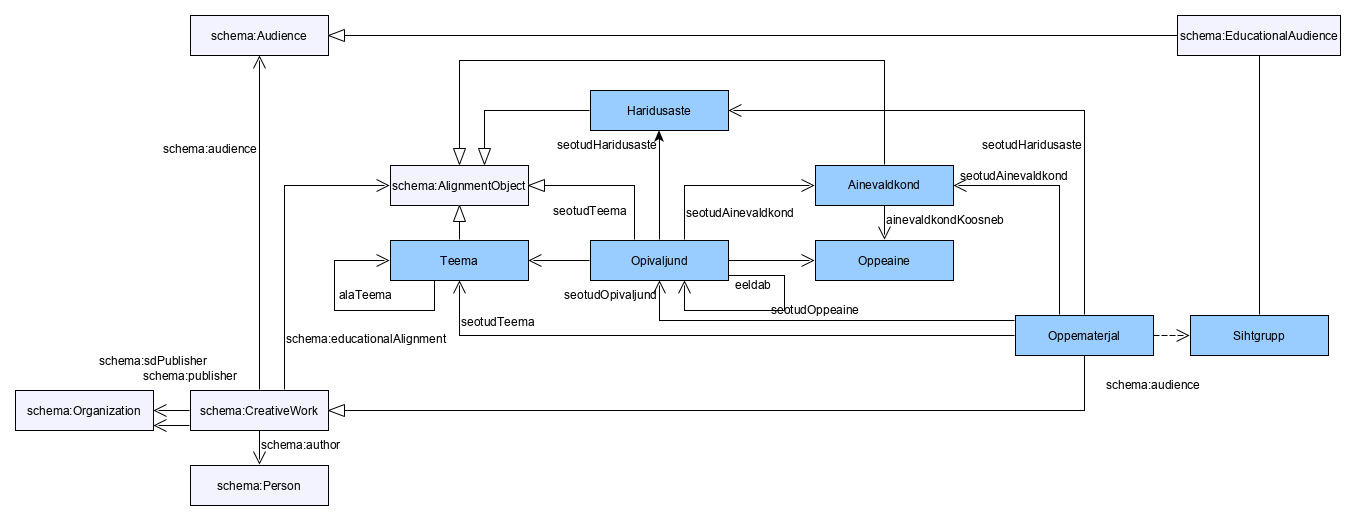 schema:Audience
schema:EducationalAudience
Haridusaste
seotudHaridusaste
seotudHaridusaste
schema:audience
schema:AlignmentObject
Ainevaldkond
seotudAinevaldkond
seotudTeema
seotudAinevaldkond
ainevaldkondKoosneb
Teema
Opivaljund
Oppeaine
alaTeema
seotudOpivaljund
eeldab
seotudOppeaine
seotudTeema
schema:educationalAlignment
Oppematerjal
Sihtgrupp
schema:sdPublisher
schema:publisher
schema:audience
schema:Organization
schema:CreativeWork
schema:author
schema:Person